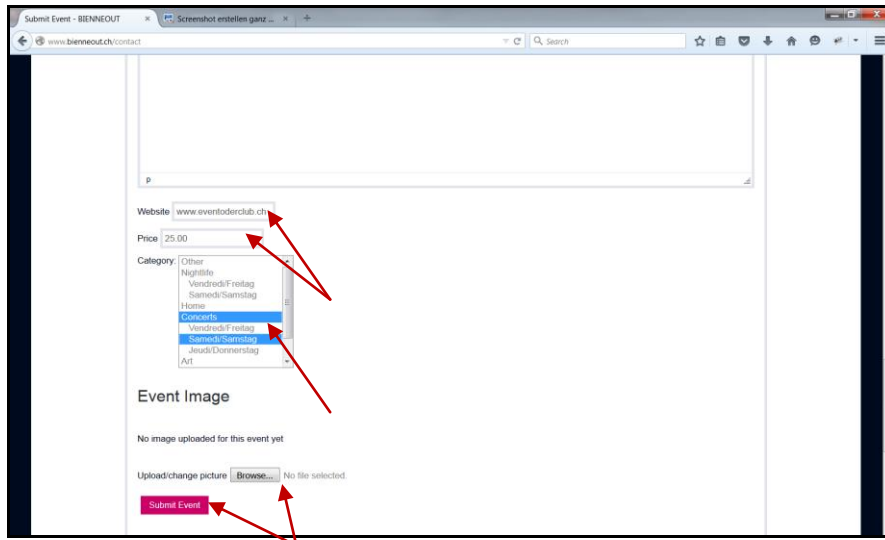 Submit Event - BIENNEOUT × Screenshot erstellen ganz ... × +
www.bienneout.ch/contact Search
p
Website www.eventoderclub.ch
Price 25.00
Category: Other
Nightlife
Vendredi/Freitag
Samedi/Samstag
Home
Concerts
Vendredi/Freitag
Samedi/Samstag
Jeudi/Donnerstag
Art
Event Image
No image uploaded for this event yet
Upload/change picture Browse... No file selected.
Submit Event